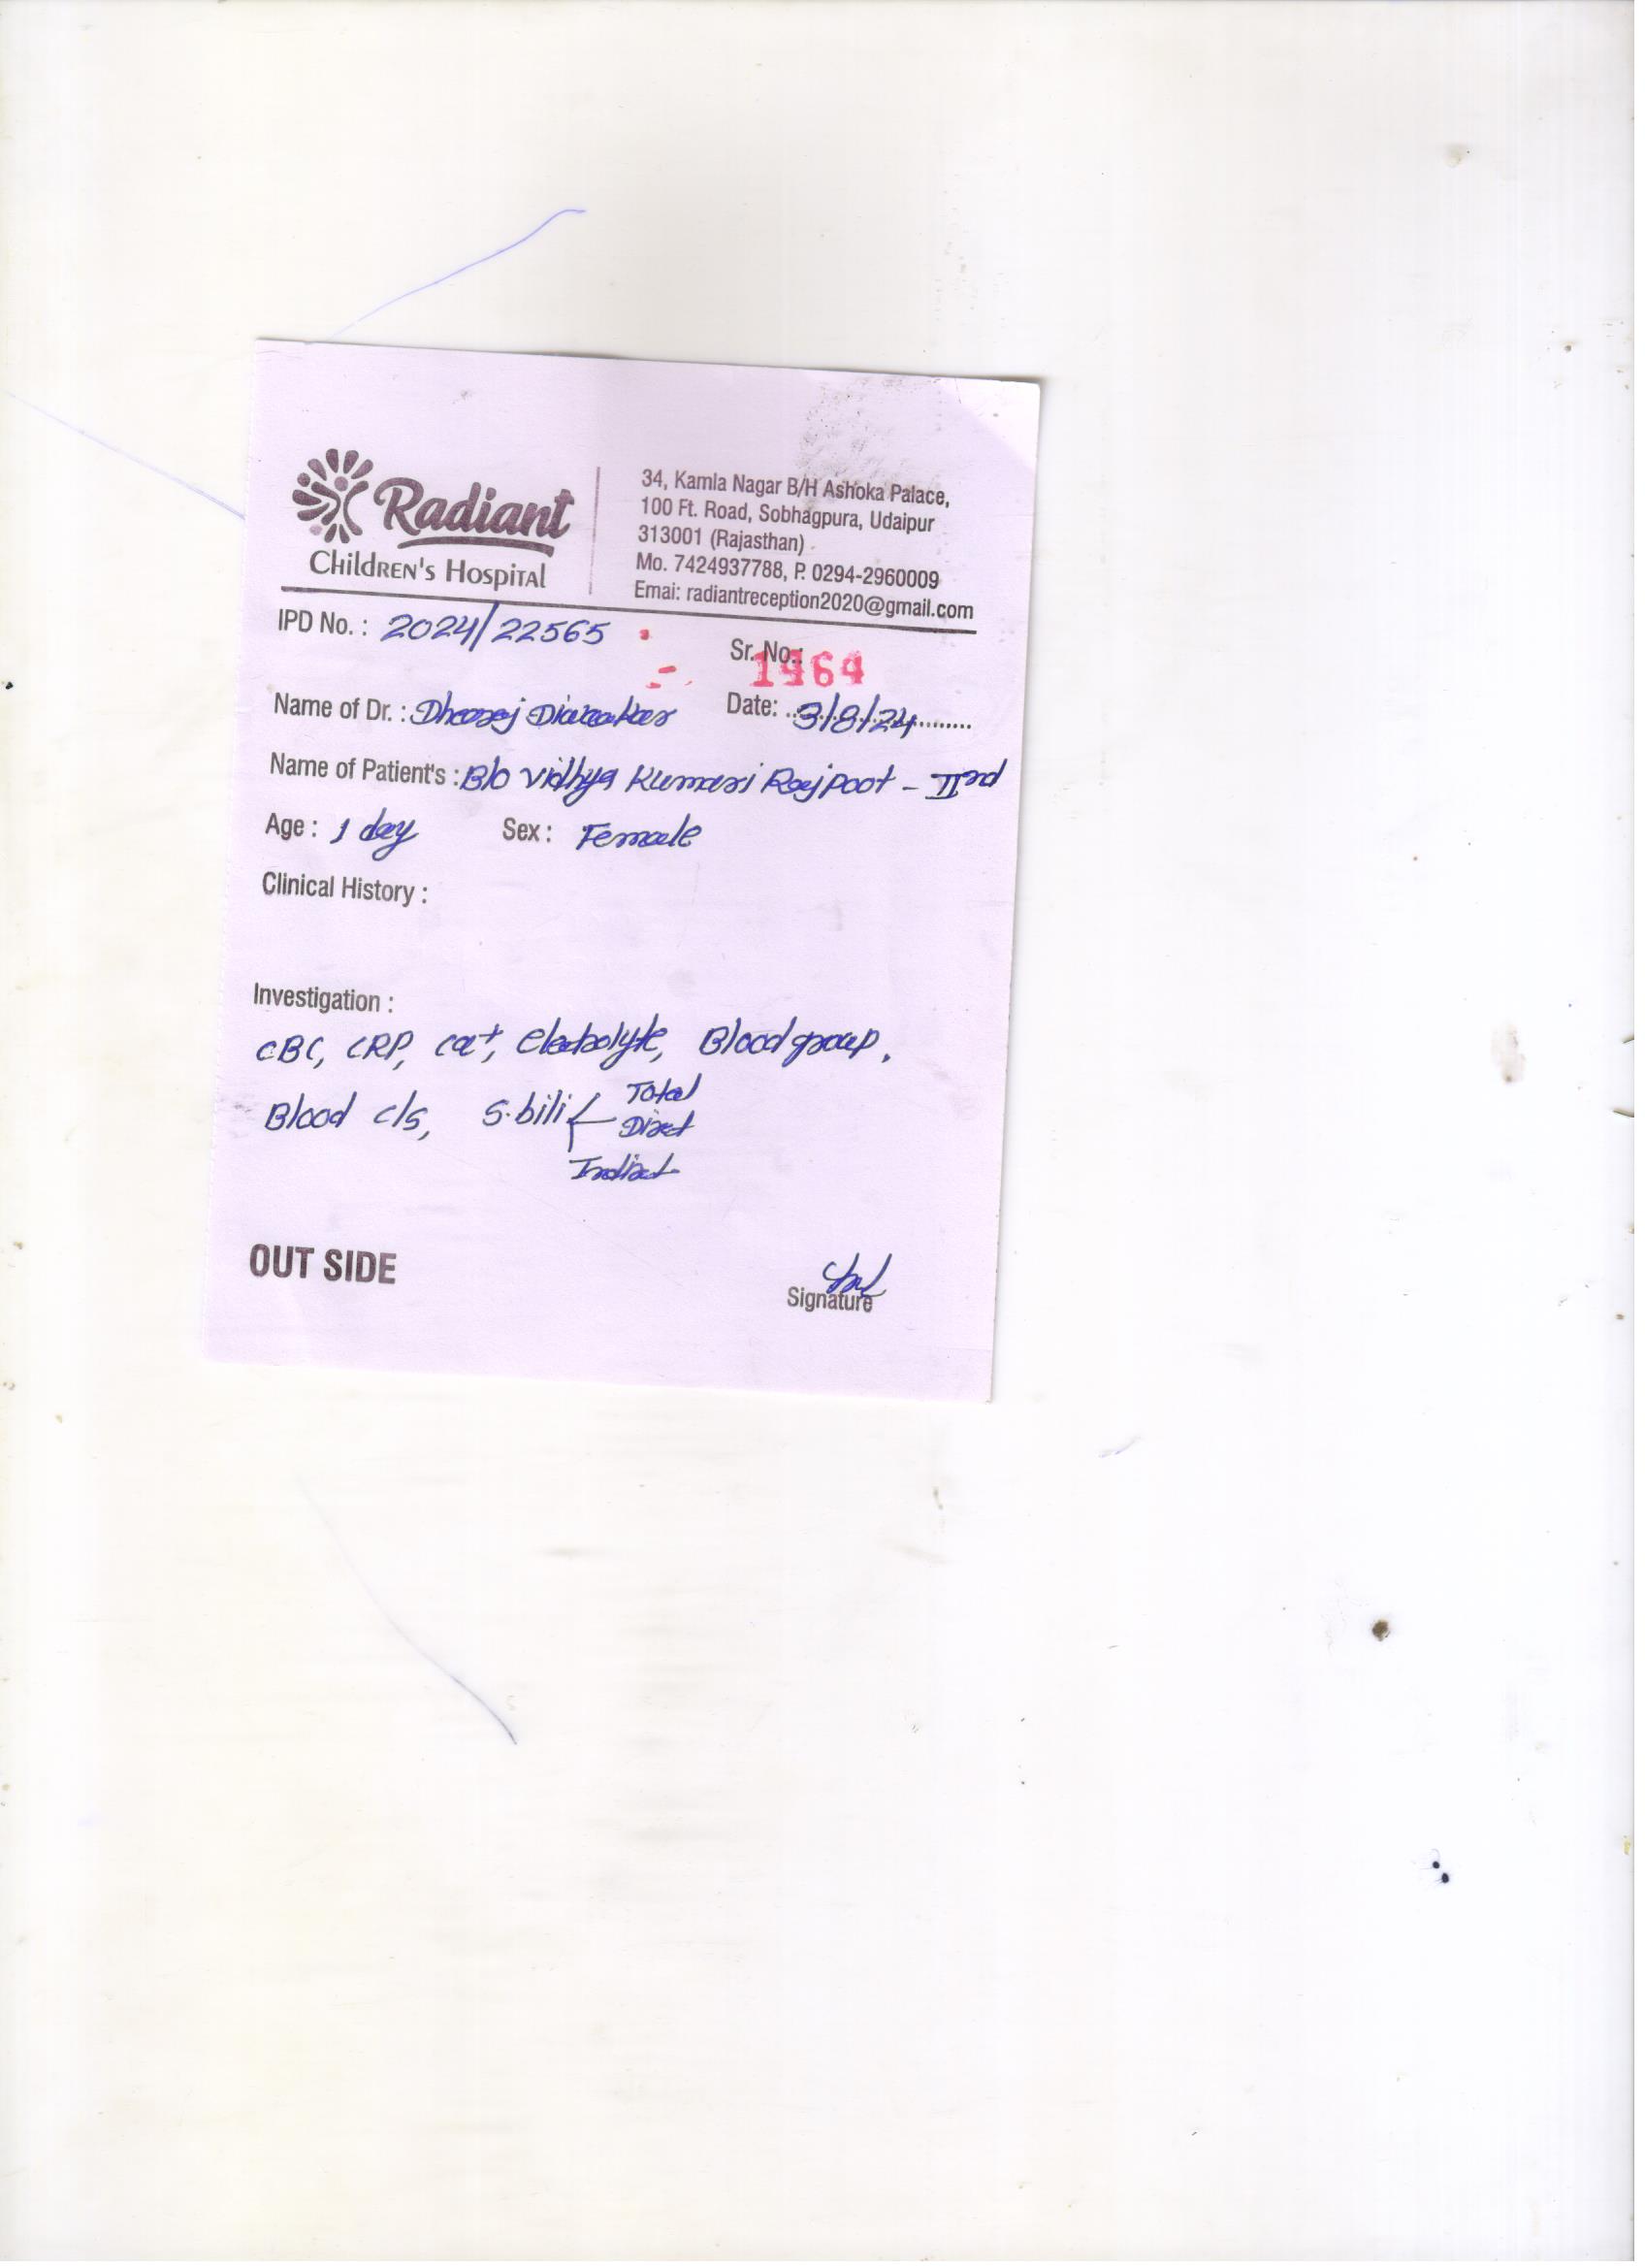 Radiant
Children's Hospital
34, Kamla Nagar B/H Ashoka Palace,
100 Ft. Road, Sobhagpura, Udaipur
313001 (Rajasthan)
Mo. 7424937788, P. 0294-2960009
Emai: radiantreception2020@gmail.com
IPD No. : 2024/22565
Sr. No.: 1464
Name of Dr. : Dheeraj Diwakar
Date: 3/8/24
Name of Patient's : B/o Vidhya Kumari Rajpoot - IInd
Age : 1 day Sex : Female
Clinical History :
Investigation :
CBC, CRP, Ca+, Electrolyte, Blood group,
Blood c/s, S.bili Total
Direct
Indirect
OUT SIDE
Signature